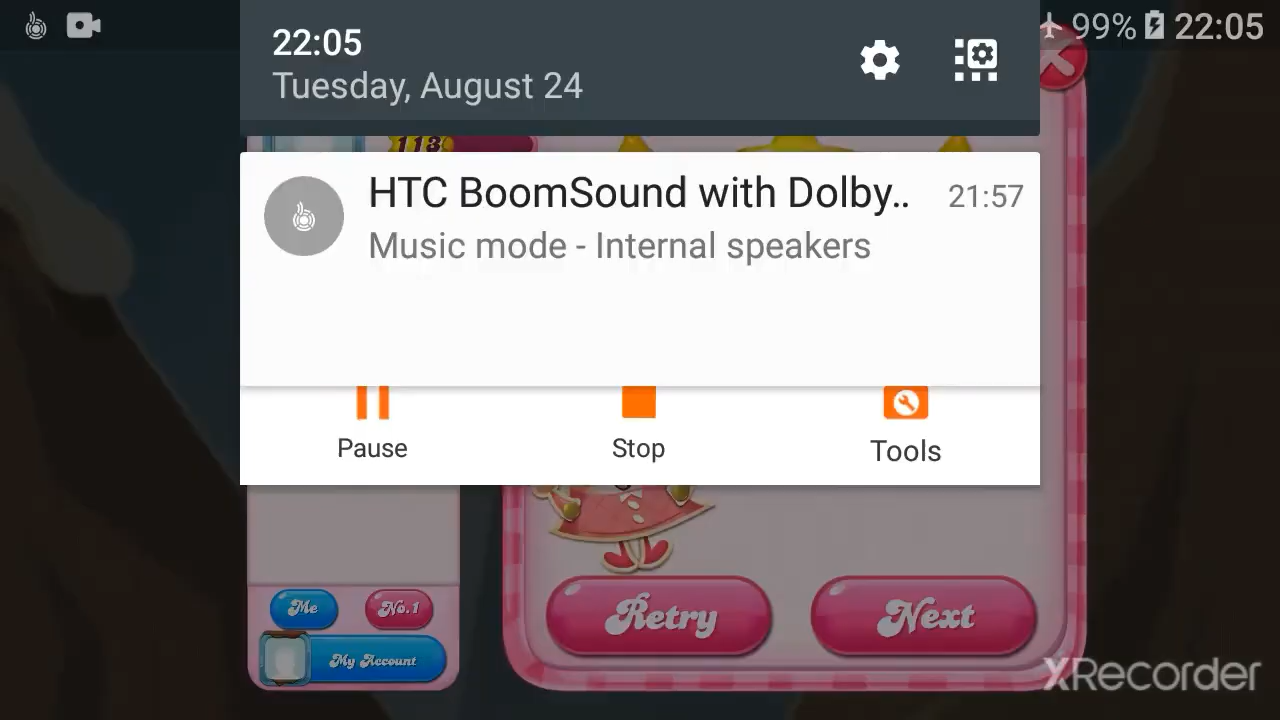 99% 22:05
22:05
Tuesday, August 24
113
HTC BoomSound with Dolby..
21:57
Music mode - Internal speakers
Pause
Stop
Tools
Me
No.1
Retry
Next
My Account
XRecorder